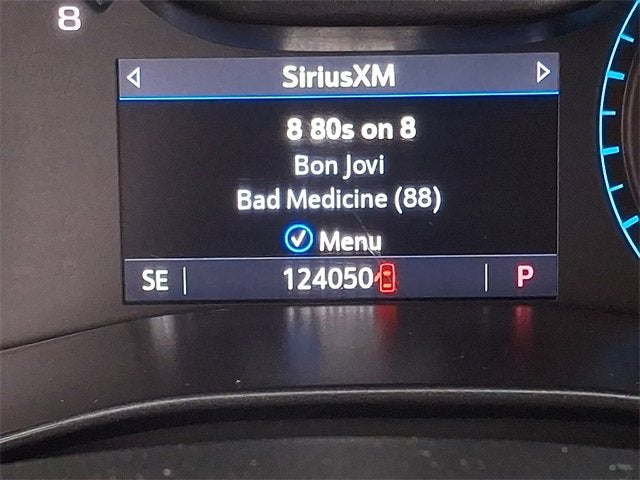 8
SiriusXM
8 80s on 8
Bon Jovi
Bad Medicine (88)
Menu
SE 124050 P